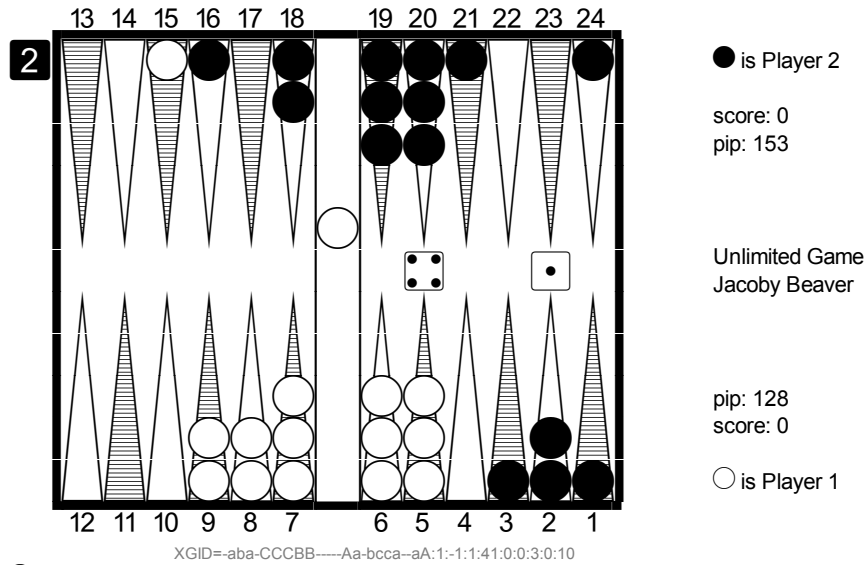 13 14 15 16 17 18 19 20 21 22 23 24
2
is Player 2
score: 0
pip: 153
Unlimited Game
Jacoby Beaver
pip: 128
score: 0
is Player 1
12 11 10 9 8 7 6 5 4 3 2 1
XGID=-aba-CCCBB-----Aa-bcca--aA:1:-1:1:41:0:0:3:0:10